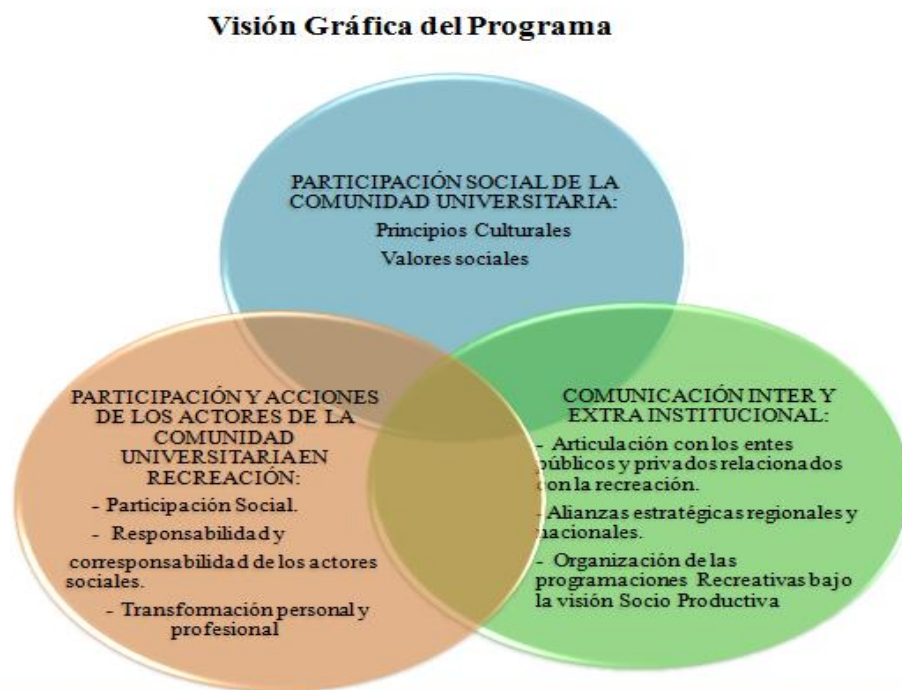 Visión Gráfica del Programa
PARTICIPACIÓN SOCIAL DE LA
COMUNIDAD UNIVERSITARIA:
Principios Culturales
Valores sociales
PARTICIPACIÓN Y ACCIONES
DE LOS ACTORES DE LA
COMUNIDAD
UNIVERSITARIA EN
RECREACIÓN:
- Participación Social.
- Responsabilidad y
corresponsabilidad de los actores
sociales.
- Transformación personal y
profesional
COMUNICACIÓN INTER Y
EXTRA INSTITUCIONAL:
- Articulación con los entes
públicos y privados relacionados
con la recreación.
- Alianzas estratégicas regionales y
nacionales.
- Organización de las
programaciones Recreativas bajo
la visión Socio Productiva